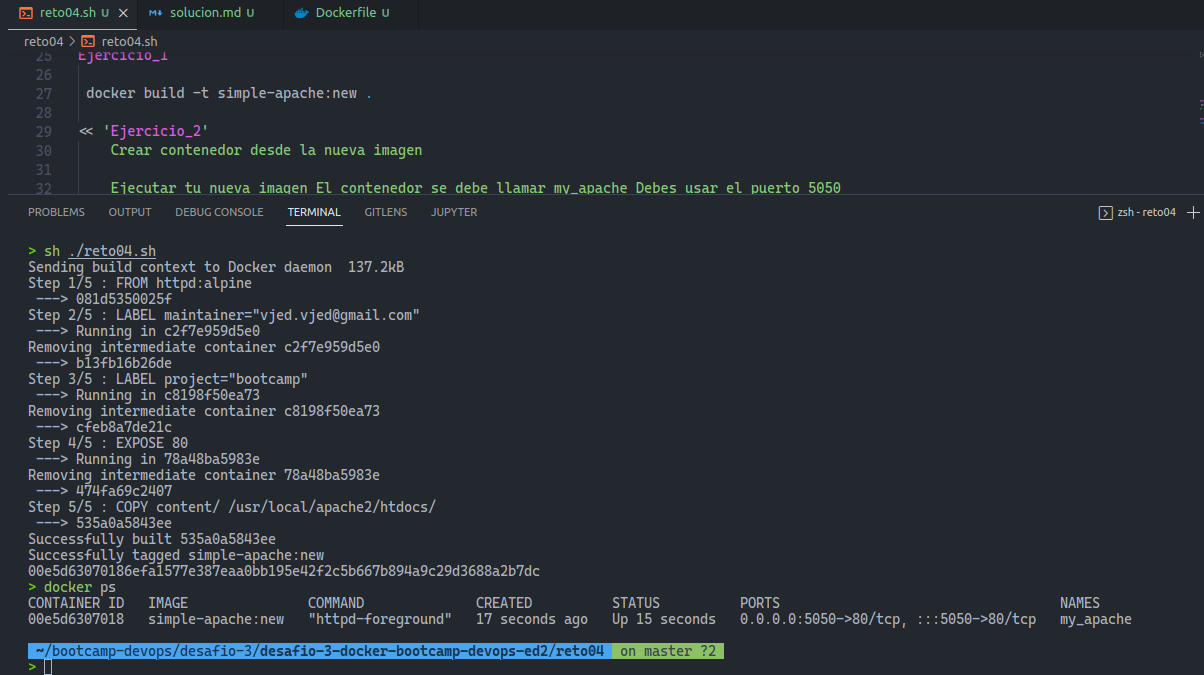 reto04.sh U
solucion.md U
Dockerfile U
reto04 > reto04.sh
25 Ejercicio_1
26
27 docker build -t simple-apache:new .
28
29 << 'Ejercicio_2'
30 Crear contenedor desde la nueva imagen
31
32 Ejecutar tu nueva imagen El contenedor se debe llamar my_apache Debes usar el puerto 5050
PROBLEMS OUTPUT DEBUG CONSOLE TERMINAL GITLENS JUPYTER
zsh - reto04
> sh ./reto04.sh
Sending build context to Docker daemon 137.2kB
Step 1/5 : FROM httpd:alpine
---> 081d5350025f
Step 2/5 : LABEL maintainer="vjed.vjed@gmail.com"
---> Running in c2f7e959d5e0
Removing intermediate container c2f7e959d5e0
---> b13fb16b26de
Step 3/5 : LABEL project="bootcamp"
---> Running in c8198f50ea73
Removing intermediate container c8198f50ea73
---> cfeb8a7de21c
Step 4/5 : EXPOSE 80
---> Running in 78a48ba5983e
Removing intermediate container 78a48ba5983e
---> 474fa69c2407
Step 5/5 : COPY content/ /usr/local/apache2/htdocs/
---> 535a0a5843ee
Successfully built 535a0a5843ee
Successfully tagged simple-apache:new
00e5d63070186efa1577e387eaa0bb195e42f2c5b667b894a9c29d3688a2b7dc
> docker ps
CONTAINER ID IMAGE COMMAND CREATED STATUS PORTS NAMES
00e5d6307018 simple-apache:new "httpd-foreground" 17 seconds ago Up 15 seconds 0.0.0.0:5050->80/tcp, :::5050->80/tcp my_apache
~/bootcamp-devops/desafio-3/desafio-3-docker-bootcamp-devops-ed2/reto04 on master ?2
>